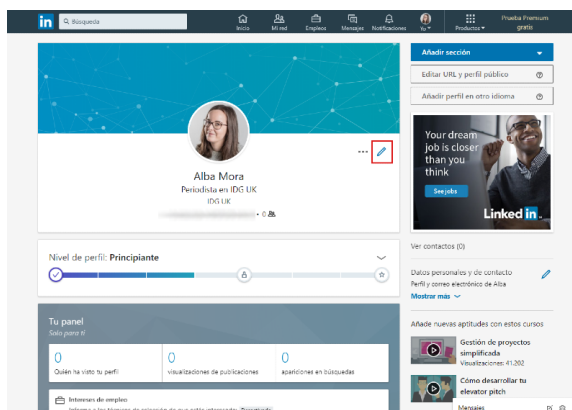 in
Búsqueda
Inicio
Mi red
Empleos
Mensajes
Notificaciones
Yo
Productos
Prueba Premium
gratis
Alba Mora
Periodista en IDG UK
IDG UK
• 0
Nivel de perfil: Principiante
Tu panel
Solo para ti
0
Quién ha visto tu perfil
0
visualizaciones de publicaciones
0
apariciones en búsquedas
Intereses de empleo
Añadir sección
Editar URL y perfil público
Añadir perfil en otro idioma
Your dream
job is closer
than you
think
See jobs
Linked in
Ver contactos (0)
Datos personales y de contacto
Perfil y correo electrónico de Alba
Mostrar más
Añade nuevas aptitudes con estos cursos
Gestión de proyectos
simplificada
Visualizaciones: 41.202
Cómo desarrollar tu
elevator pitch
Mensajes